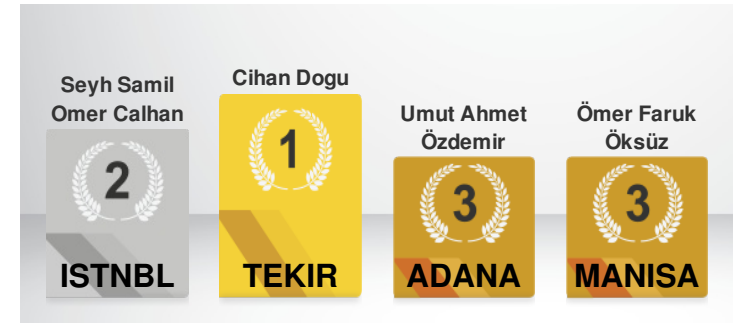 Seyh Samil
Omer Calhan
2
ISTNBL
Cihan Dogu
1
TEKIR
Umut Ahmet
Özdemir
3
ADANA
Ömer Faruk
Öksüz
3
MANISA